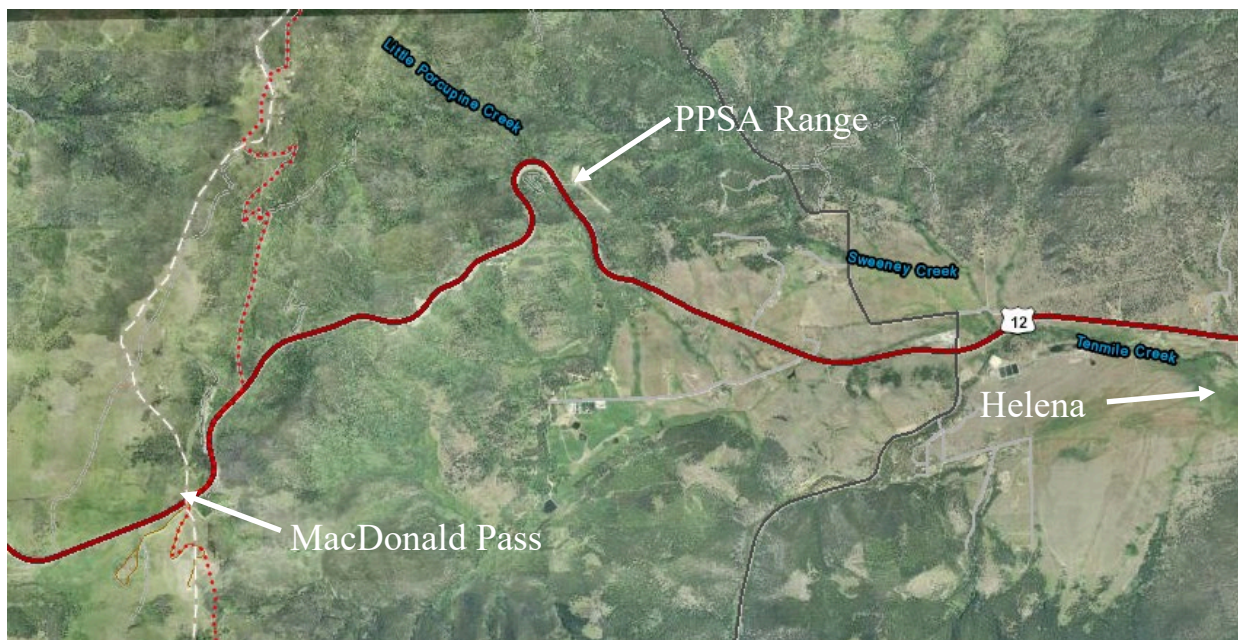 Little Porcupine Creek
PPSA Range
Sweeney Creek
12
Tenmile Creek
Helena
MacDonald Pass